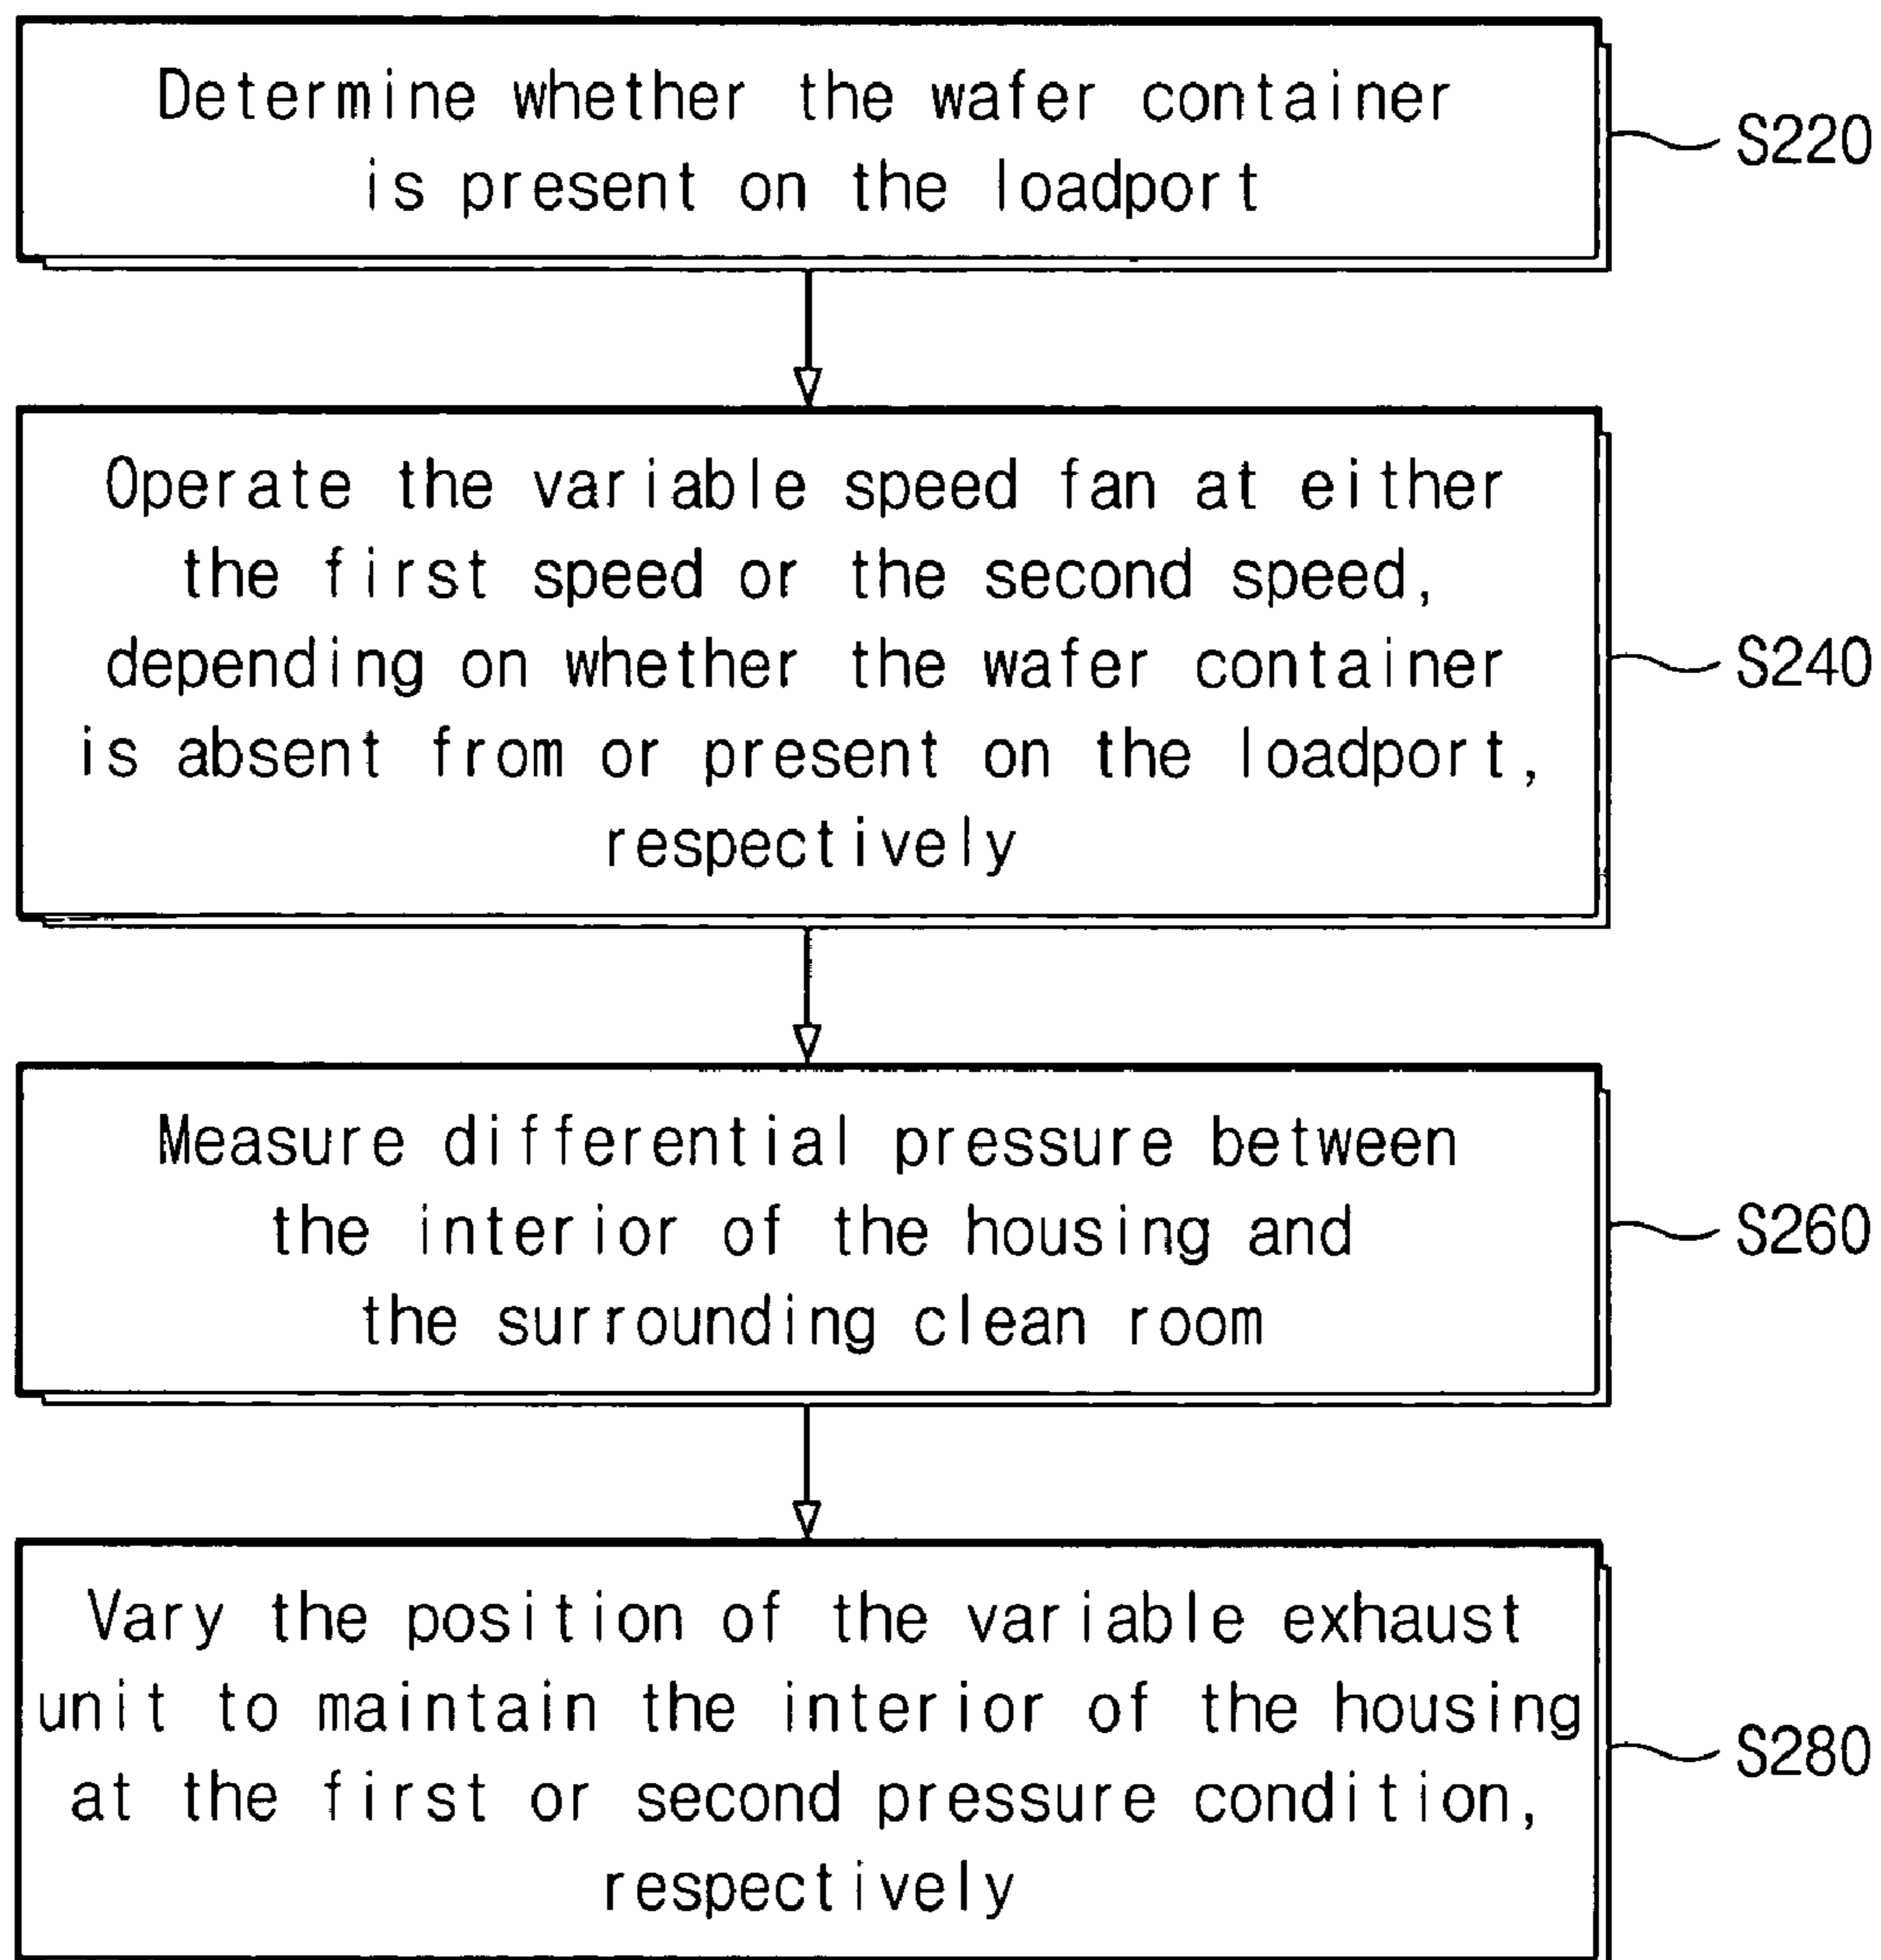 Determine whether the wafer container
is present on the loadport
S220
Operate the variable speed fan at either
the first speed or the second speed,
depending on whether the wafer container
is absent from or present on the loadport,
respectively
S240
Measure differential pressure between
the interior of the housing and
the surrounding clean room
S260
Vary the position of the variable exhaust
unit to maintain the interior of the housing
at the first or second pressure condition,
respectively
S280